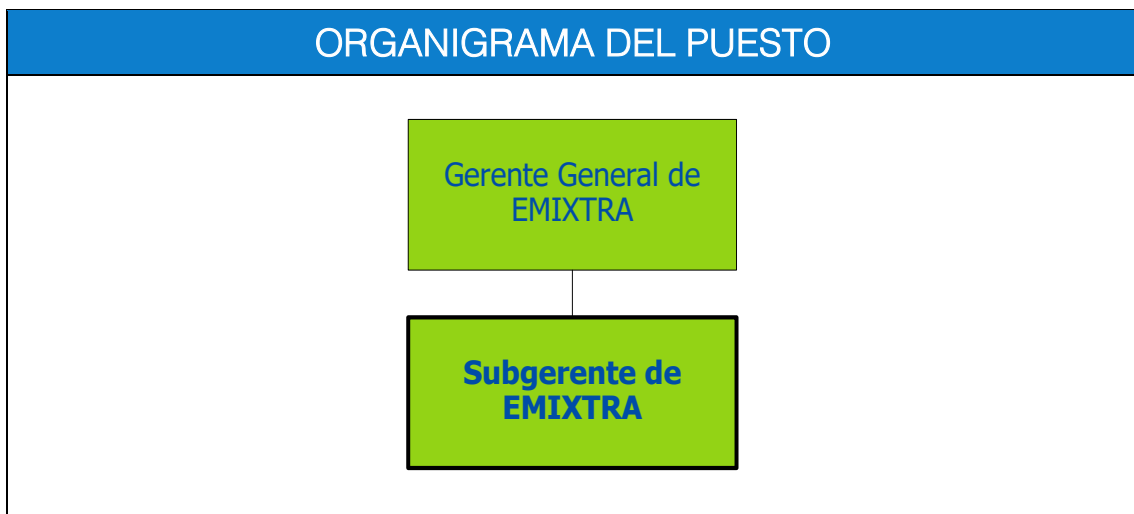 ORGANIGRAMA DEL PUESTO
Gerente General de
EMIXTRA
Subgerente de
EMIXTRA